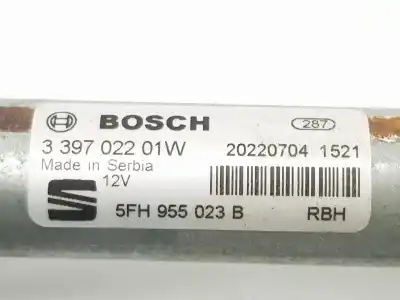 BOSCH 287
3 397 022 01W 20220704 1521
Made in Serbia
12V
5FH 955 023 B RBH